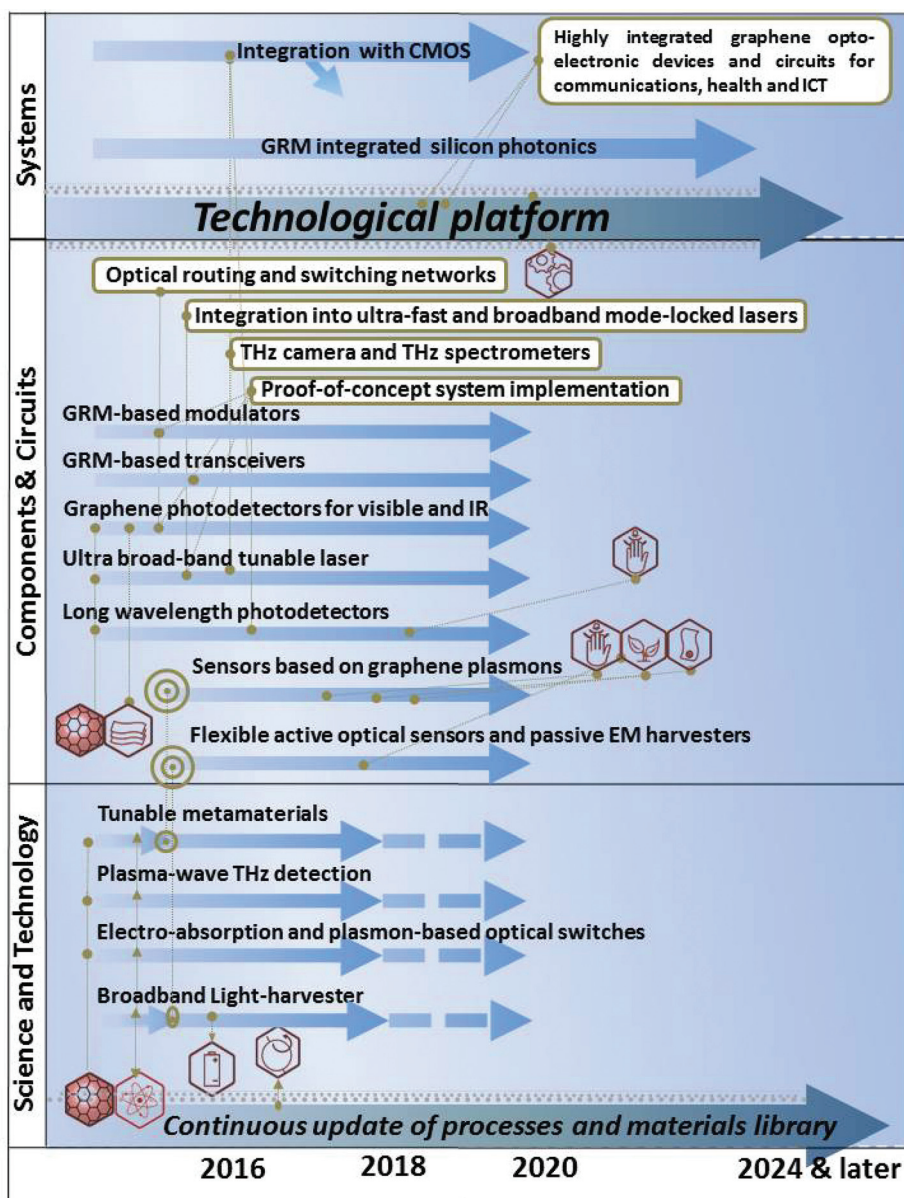 Systems
Integration with CMOS
Highly integrated graphene opto-
electronic devices and circuits for
communications, health and ICT
GRM integrated silicon photonics
Technological platform
Components & Circuits
Optical routing and switching networks
Integration into ultra-fast and broadband mode-locked lasers
THz camera and THz spectrometers
Proof-of-concept system implementation
GRM-based modulators
GRM-based transceivers
Graphene photodetectors for visible and IR
Ultra broad-band tunable laser
Long wavelength photodetectors
Sensors based on graphene plasmons
Flexible active optical sensors and passive EM harvesters
Science and Technology
Tunable metamaterials
Plasma-wave THz detection
Electro-absorption and plasmon-based optical switches
Broadband Light-harvester
Continuous update of processes and materials library
2016 2018 2020 2024 & later